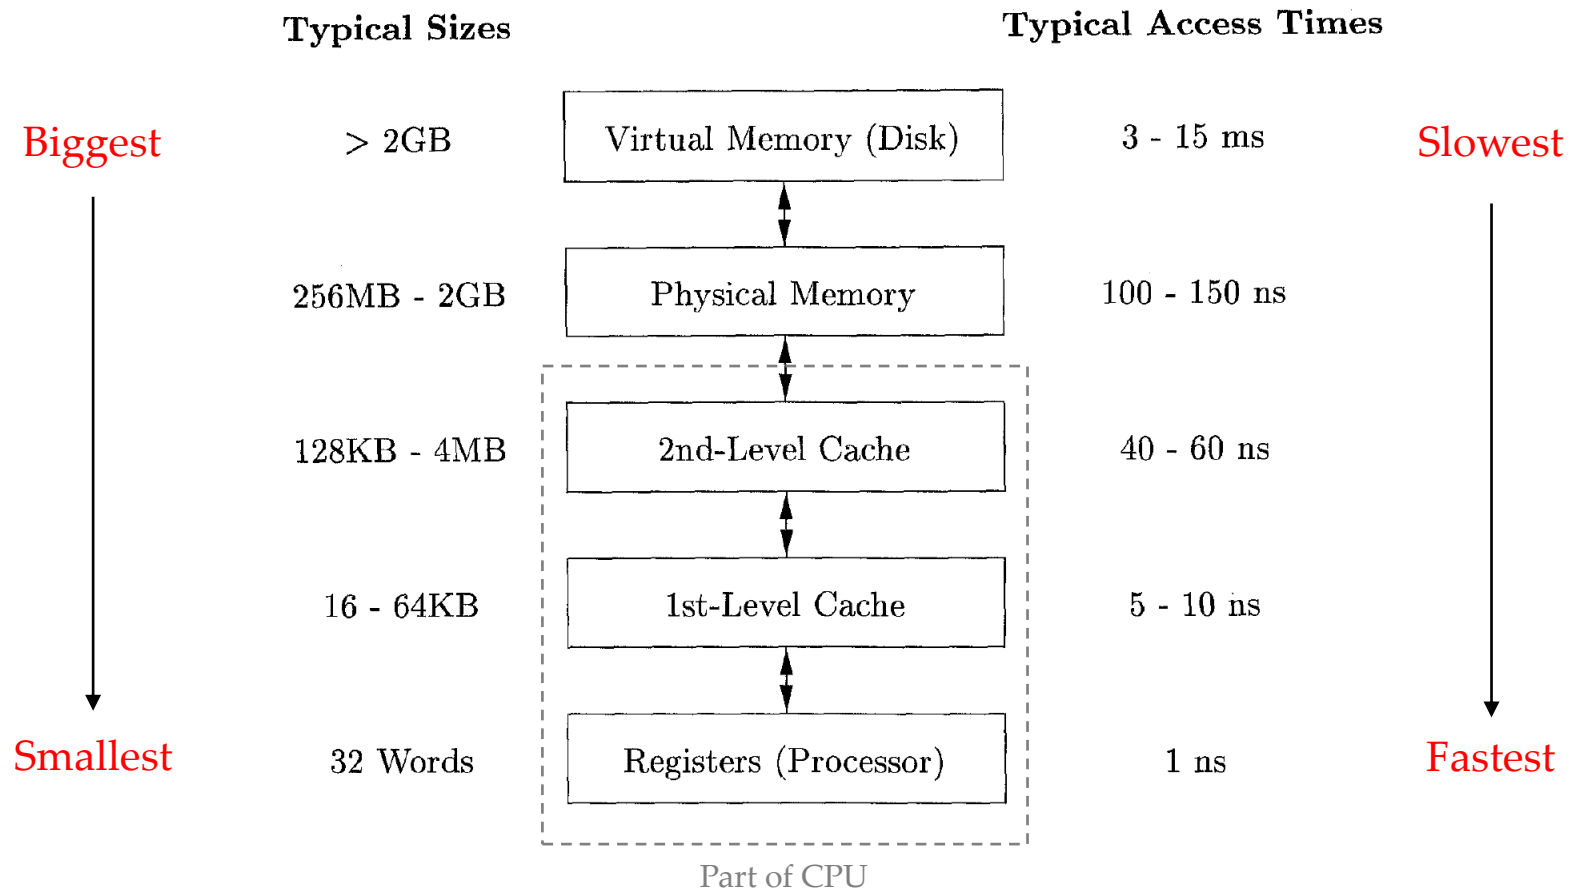 Typical Sizes
Typical Access Times
Biggest
> 2GB
Virtual Memory (Disk)
3 - 15 ms
Slowest
256MB - 2GB
Physical Memory
100 - 150 ns
128KB - 4MB
2nd-Level Cache
40 - 60 ns
16 - 64KB
1st-Level Cache
5 - 10 ns
Smallest
32 Words
Registers (Processor)
1 ns
Fastest
Part of CPU